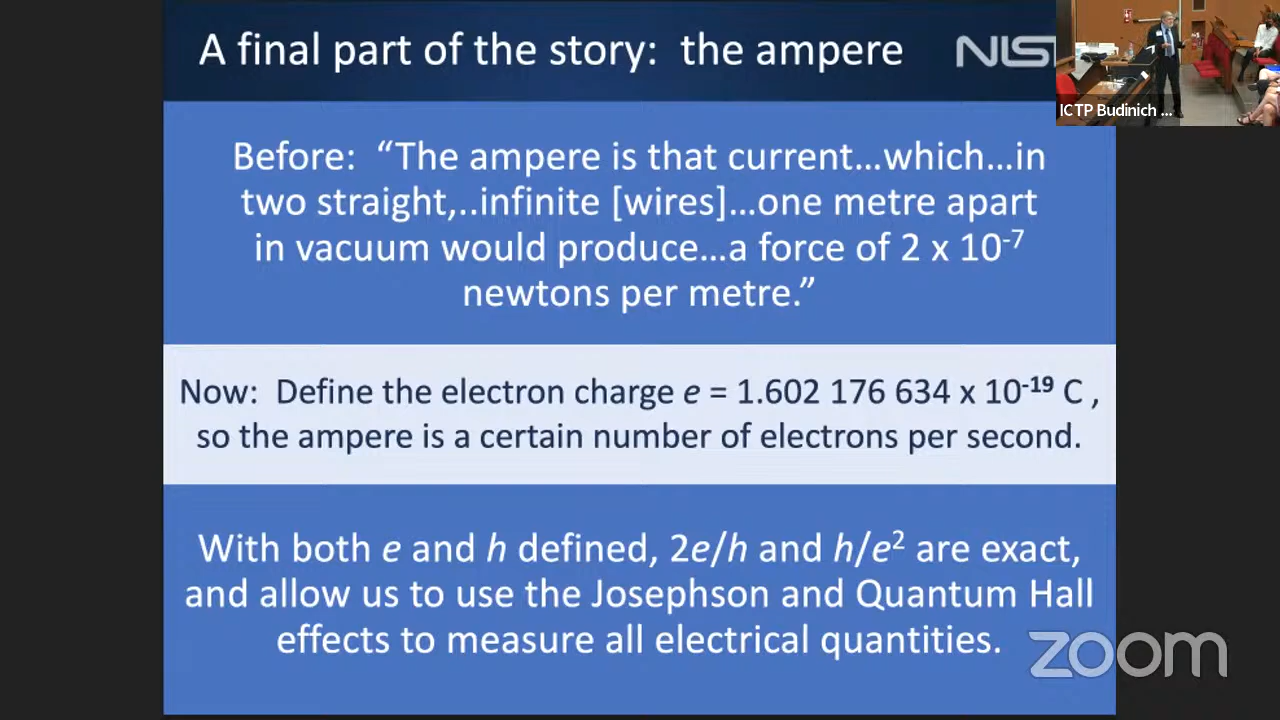 A final part of the story: the ampere
NIS
ICTP Budinich ...
Before: “The ampere is that current...which...in
two straight,..infinite [wires]...one metre apart
in vacuum would produce...a force of 2 x 10⁻⁷
newtons per metre.”
Now: Define the electron charge e = 1.602 176 634 x 10⁻¹⁹ C ,
so the ampere is a certain number of electrons per second.
With both e and h defined, 2e/h and h/e² are exact,
and allow us to use the Josephson and Quantum Hall
effects to measure all electrical quantities.
zoom